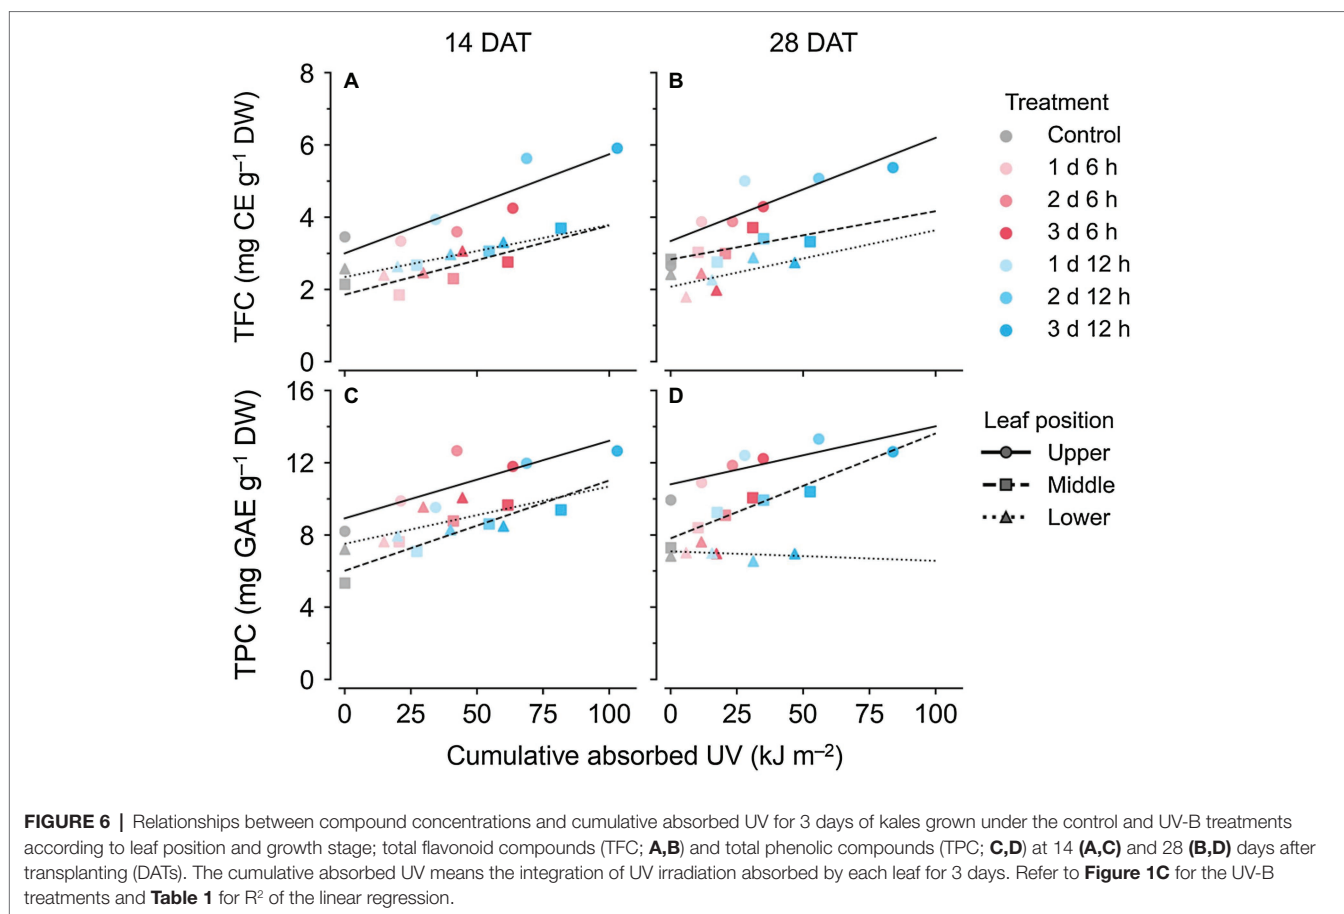 14 DAT
28 DAT
TFC (mg CE g⁻¹ DW)
A
8
6
4
2
0
B
TPC (mg GAE g⁻¹ DW)
C
16
12
8
4
0
D
0 25 50 75 100
0 25 50 75 100
Cumulative absorbed UV (kJ m⁻²)
Treatment
Control
1 d 6 h
2 d 6 h
3 d 6 h
1 d 12 h
2 d 12 h
3 d 12 h
Leaf position
Upper
Middle
Lower
FIGURE 6 | Relationships between compound concentrations and cumulative absorbed UV for 3 days of kales grown under the control and UV-B treatments
according to leaf position and growth stage; total flavonoid compounds (TFC; A,B) and total phenolic compounds (TPC; C,D) at 14 (A,C) and 28 (B,D) days after
transplanting (DATs). The cumulative absorbed UV means the integration of UV irradiation absorbed by each leaf for 3 days. Refer to Figure 1C for the UV-B
treatments and Table 1 for R² of the linear regression.